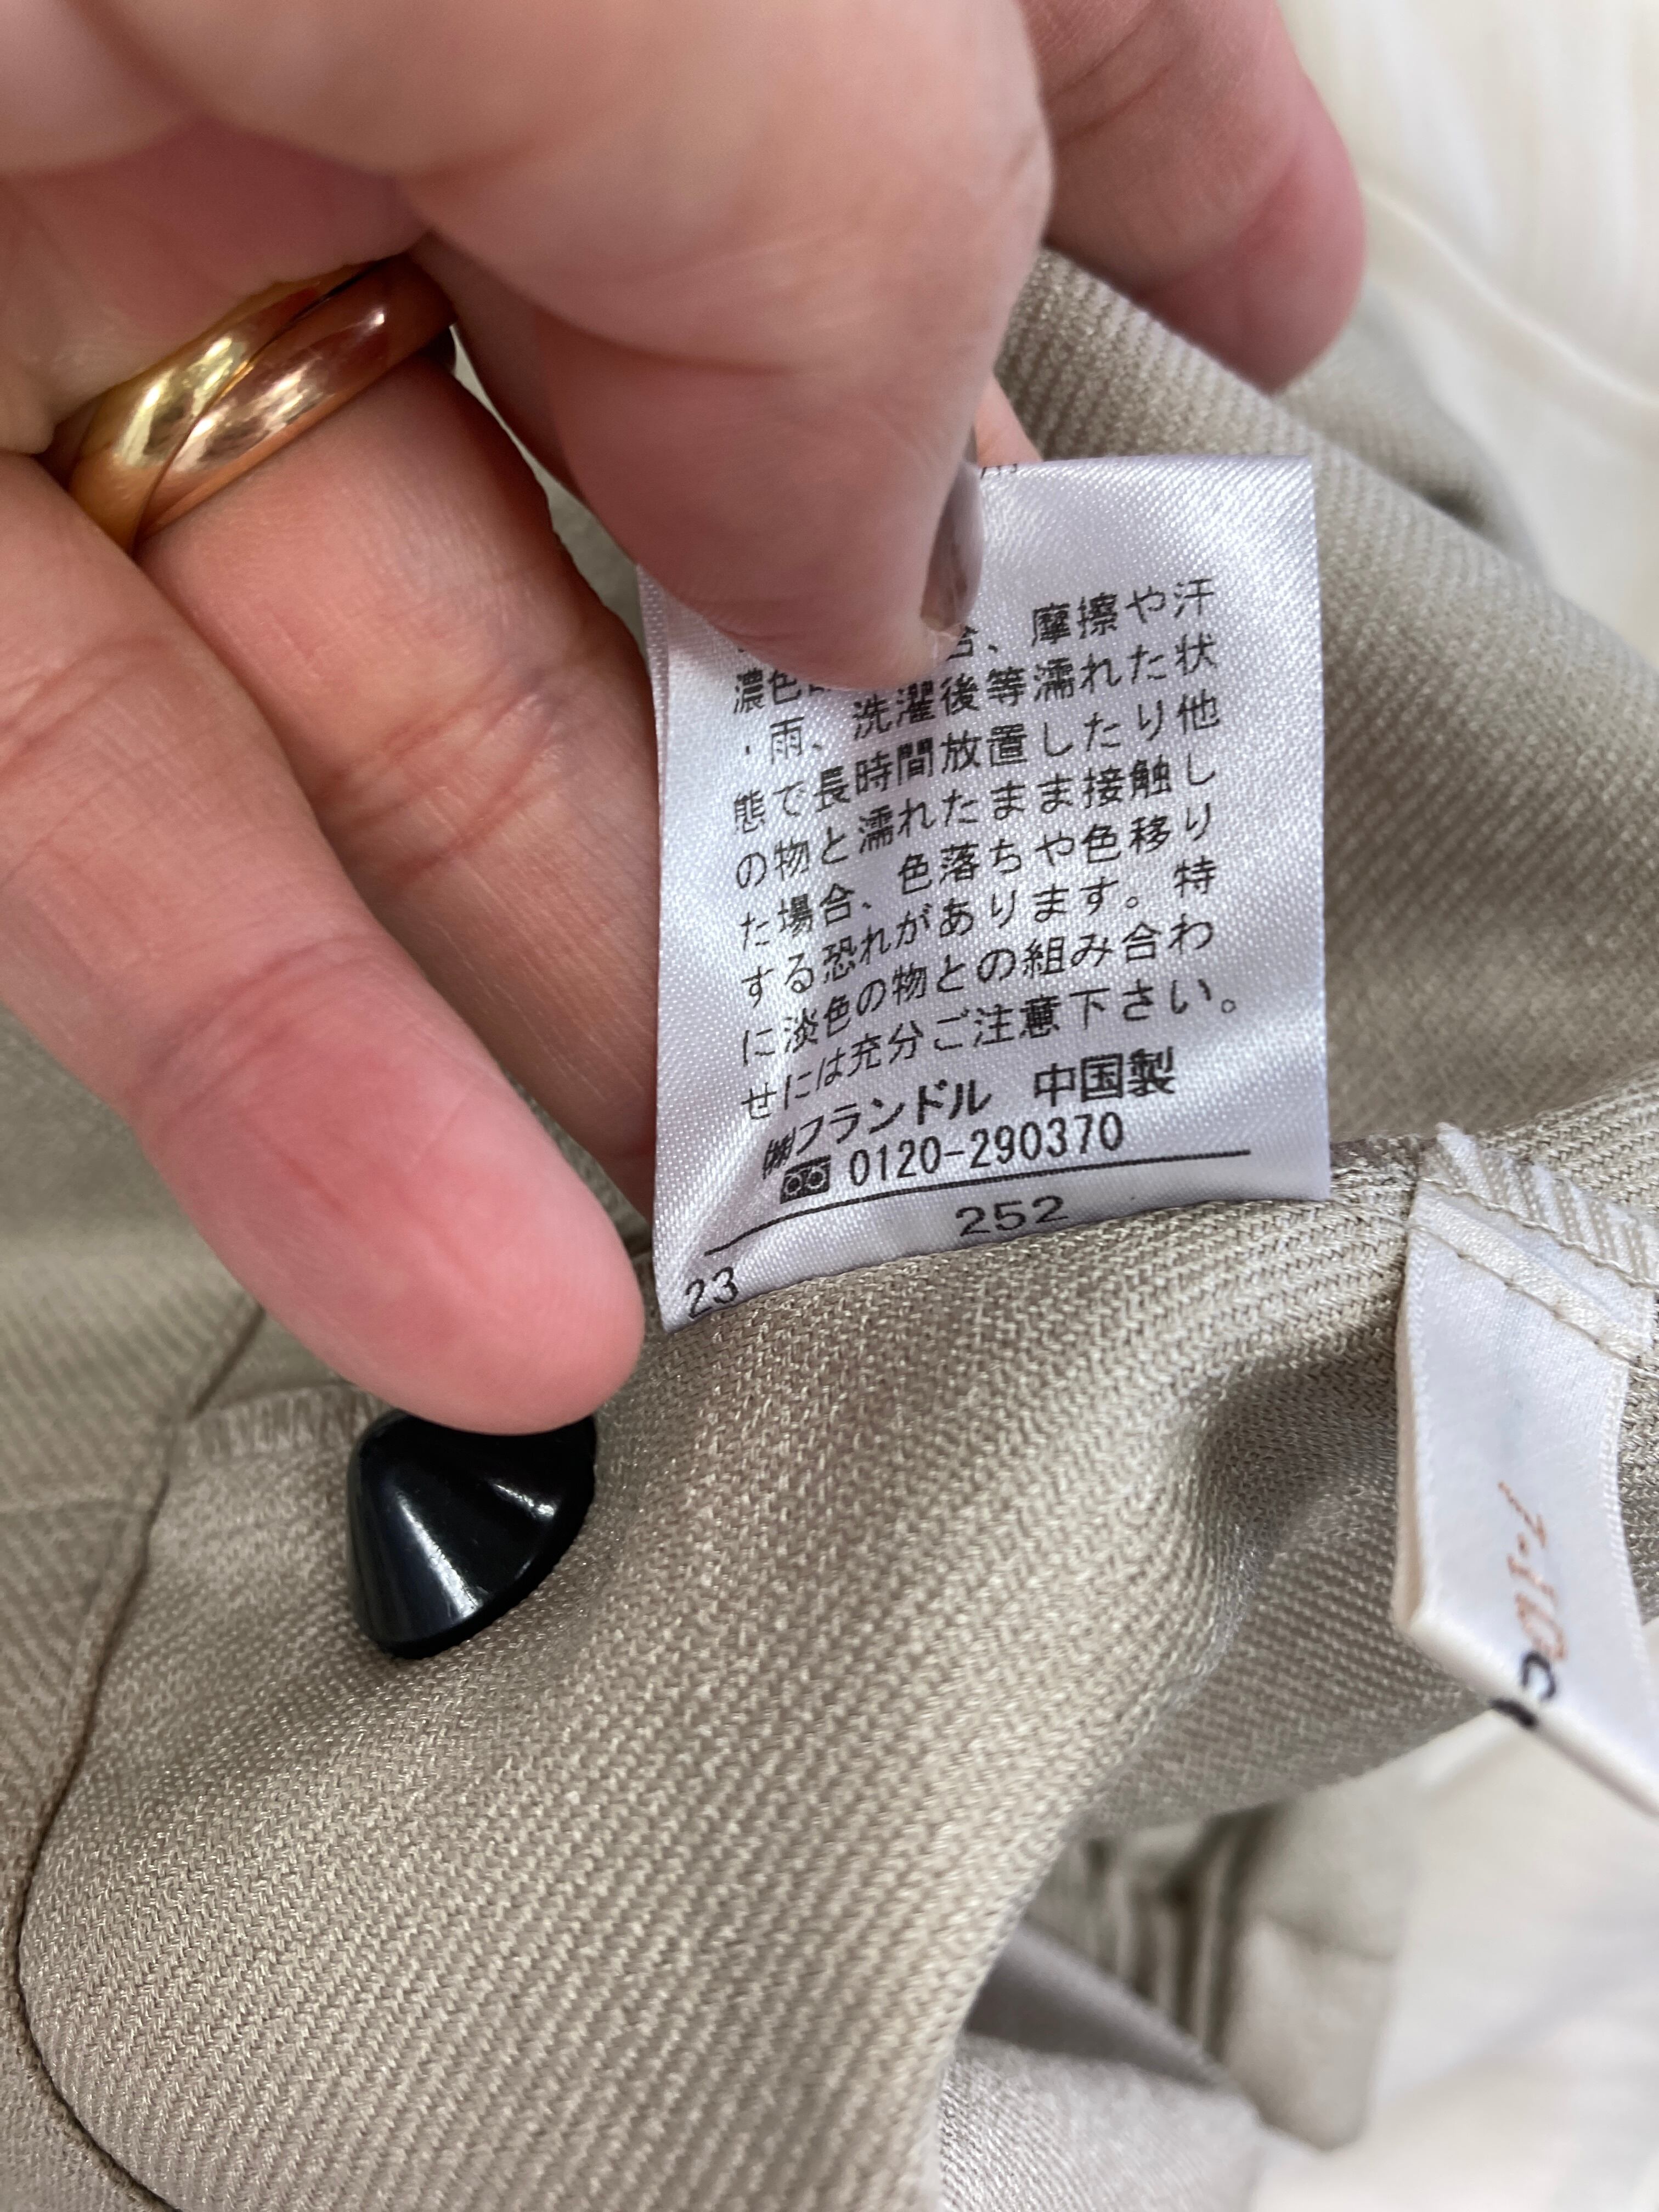 濃色
合、摩擦や汗
・雨、洗濯後等濡れた状
態で長時間放置したり他
の物と濡れたまま接触し
た場合、色落ちや色移り
する恐れがあります。特
に淡色の物との組み合わ
せには充分ご注意下さい。
㈱フランドル 中国製
0120-290370
252
23